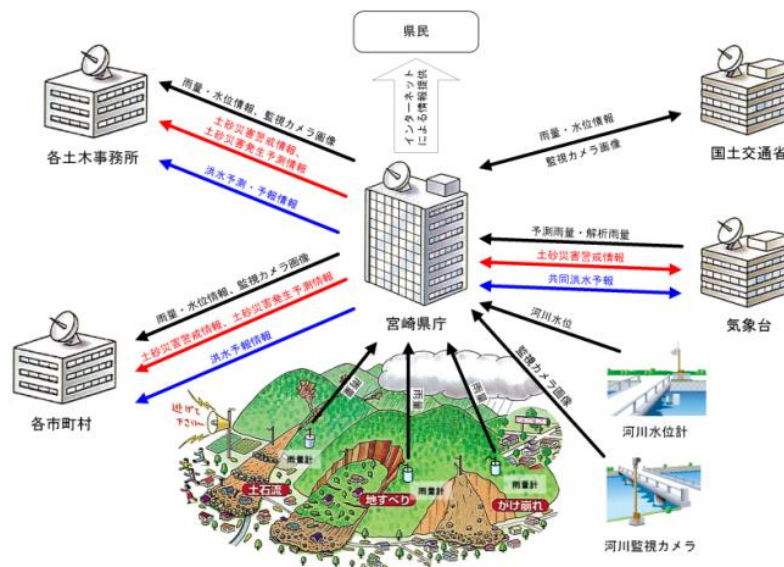 県民
インターネット
による情報提供
各土木事務所
雨量・水位情報、監視カメラ画像
土砂災害警戒情報、
土砂災害発生予測情報
洪水予測・予報情報
雨量・水位情報
監視カメラ画像
国土交通省
予測雨量・解析雨量
土砂災害警戒情報
共同洪水予報
気象台
宮崎県庁
雨量・水位情報、監視カメラ画像
土砂災害警戒情報、土砂災害発生予測情報
洪水予報情報
各市町村
河川水位
監視カメラ画像
河川水位計
河川監視カメラ
雨量
雨量
雨量
逃げて
下さい
雨量計
雨量計
雨量計
土石流
地すべり
がけ崩れ